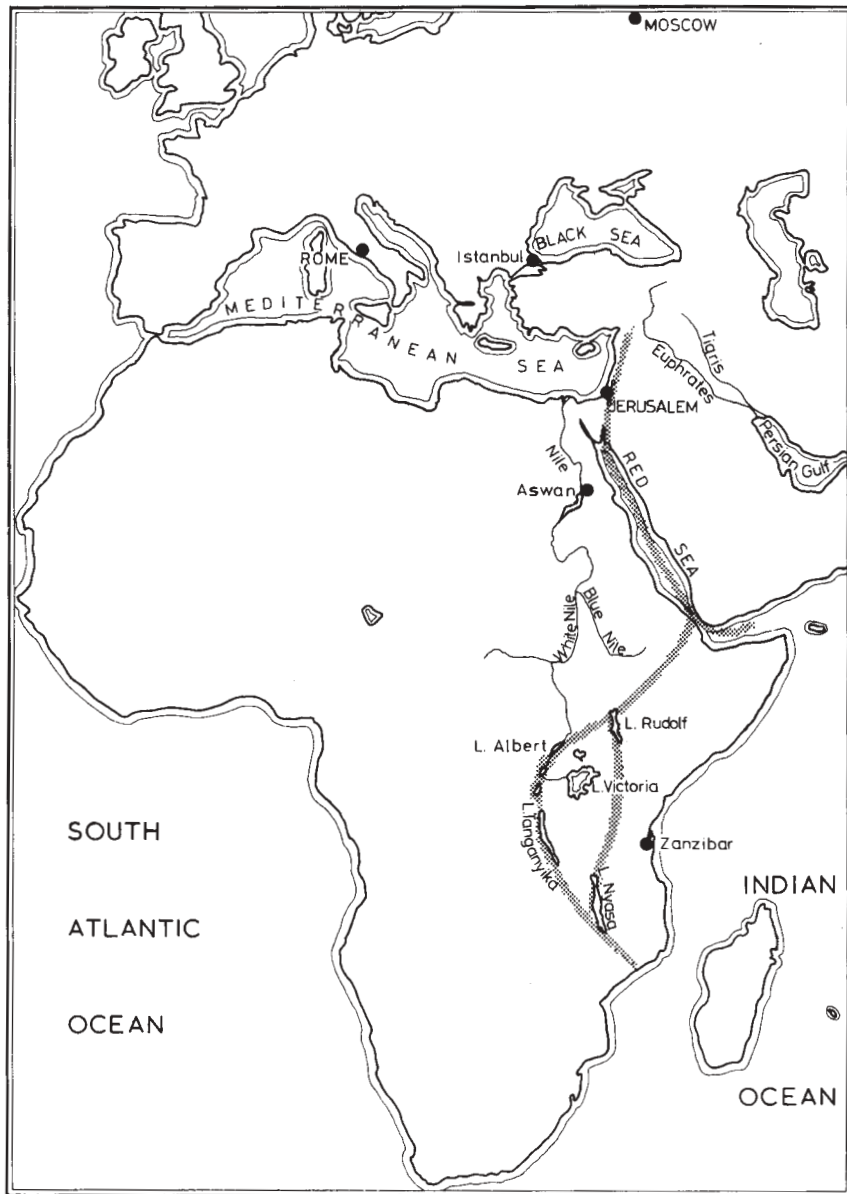 MOSCOW
BLACK SEA
Istanbul
ROME
MEDITERRANEAN SEA
Tigris
Euphrates
JERUSALEM
Persian Gulf
Nile
RED SEA
Aswan
White Nile
Blue Nile
L. Rudolf
L. Albert
L.Victoria
L.Tanganyika
Zanzibar
L. Nyasa
SOUTH
ATLANTIC
OCEAN
INDIAN
OCEAN